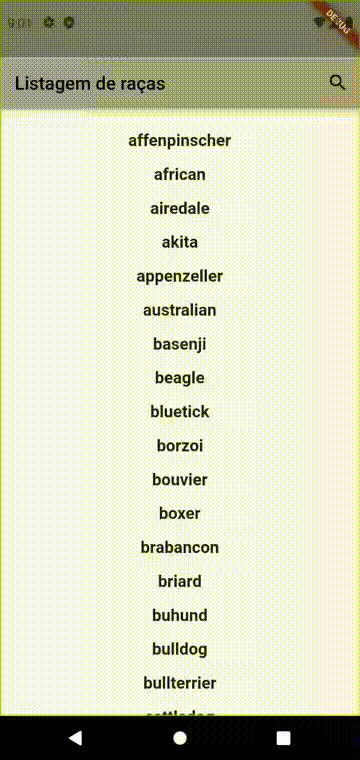 9:01
DEBUG
Listagem de raças
affenpinscher
african
airedale
akita
appenzeller
australian
basenji
beagle
bluetick
borzoi
bouvier
boxer
brabancon
briard
buhund
bulldog
bullterrier
cattledog